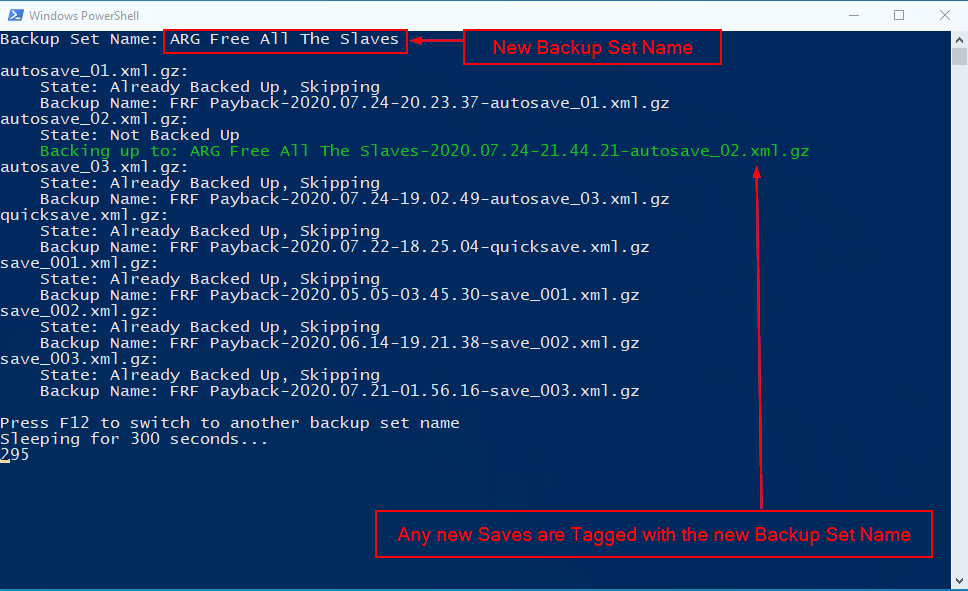 Windows PowerShell
Backup Set Name: ARG Free All The Slaves
New Backup Set Name
autosave_01.xml.gz:
State: Already Backed Up, Skipping
Backup Name: FRF Payback-2020.07.24-20.23.37-autosave_01.xml.gz
autosave_02.xml.gz:
State: Not Backed Up
Backing up to: ARG Free All The Slaves-2020.07.24-21.44.21-autosave_02.xml.gz
autosave_03.xml.gz:
State: Already Backed Up, Skipping
Backup Name: FRF Payback-2020.07.24-19.02.49-autosave_03.xml.gz
quicksave.xml.gz:
State: Already Backed Up, Skipping
Backup Name: FRF Payback-2020.07.22-18.25.04-quicksave.xml.gz
save_001.xml.gz:
State: Already Backed Up, Skipping
Backup Name: FRF Payback-2020.05.05-03.45.30-save_001.xml.gz
save_002.xml.gz:
State: Already Backed Up, Skipping
Backup Name: FRF Payback-2020.06.14-19.21.38-save_002.xml.gz
save_003.xml.gz:
State: Already Backed Up, Skipping
Backup Name: FRF Payback-2020.07.21-01.56.16-save_003.xml.gz
Press F12 to switch to another backup set name
Sleeping for 300 seconds...
295
Any new Saves are Tagged with the new Backup Set Name